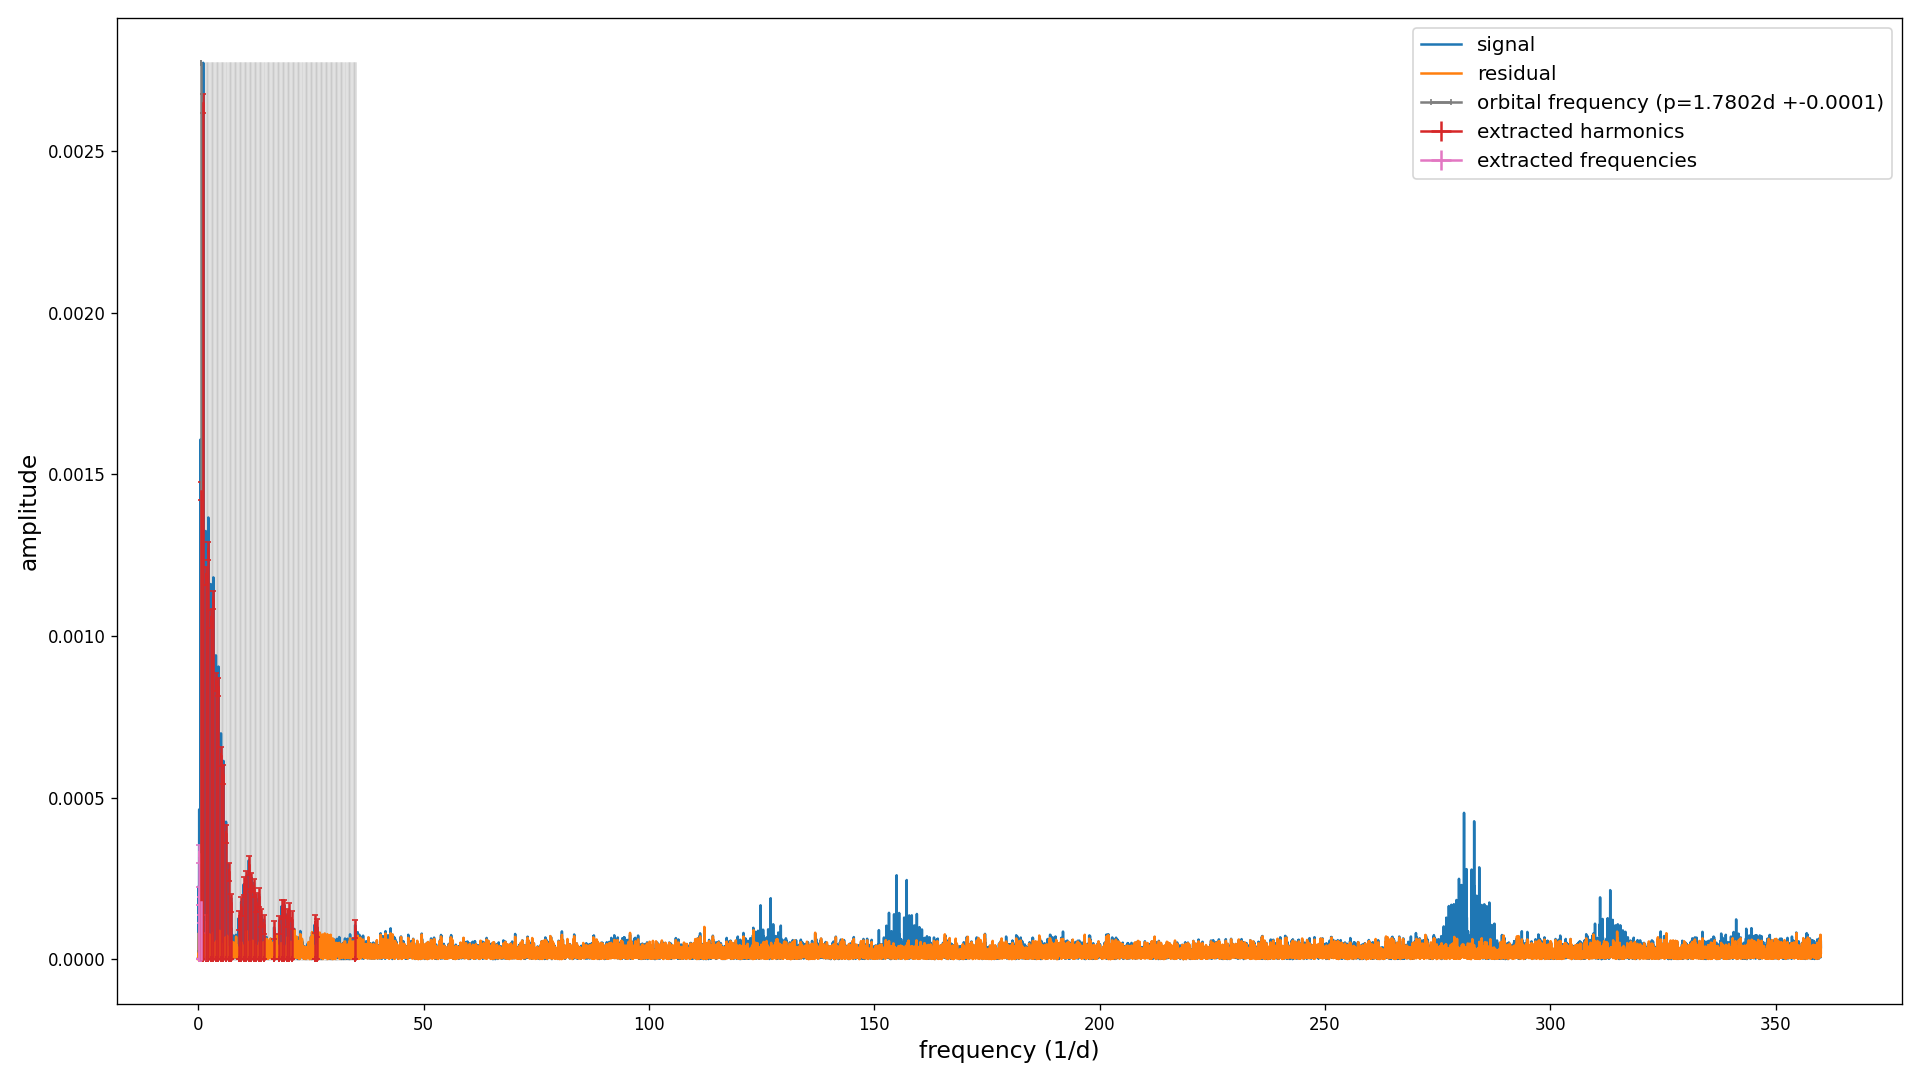 signal
residual
orbital frequency (p=1.7802d +-0.0001)
extracted harmonics
extracted frequencies
amplitude
0.0025
0.0020
0.0015
0.0010
0.0005
0.0000
0 50 100 150 200 250 300 350
frequency (1/d)